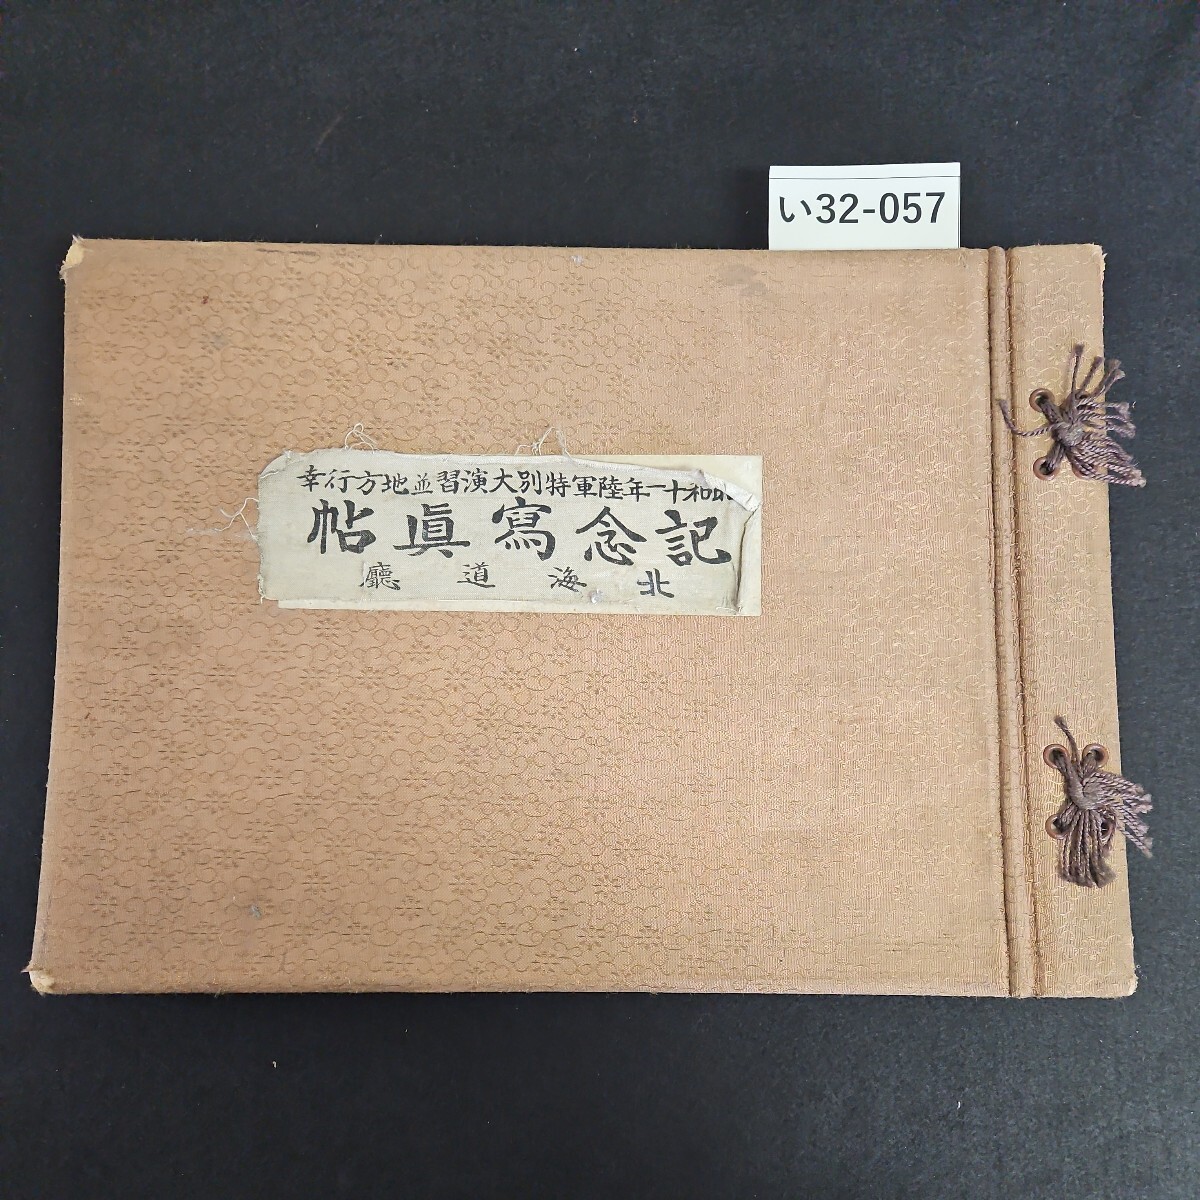 い32-057
昭和十一年陸軍特別大演習並地方行幸
記念寫眞帖
北海道廳